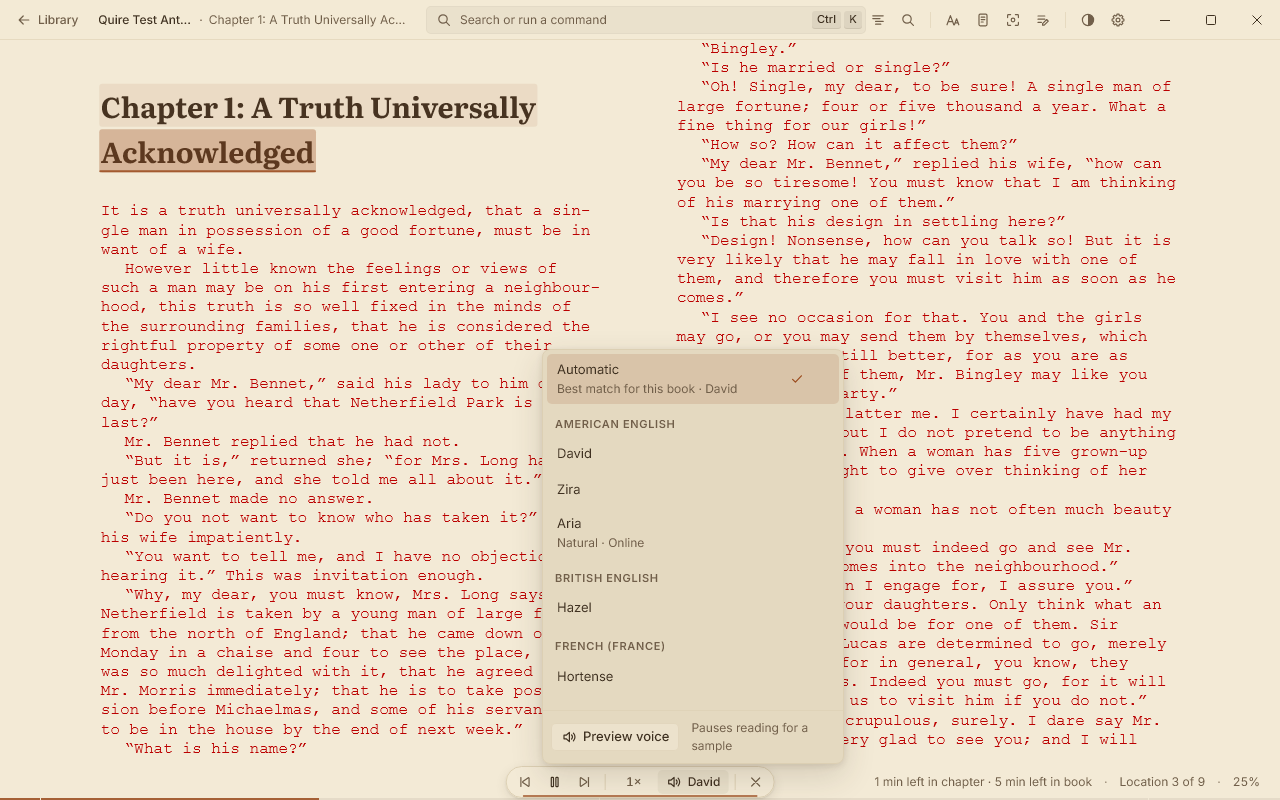 Library
Quire Test Ant... · Chapter 1: A Truth Universally Ac...
Search or run a command
Ctrl K
Chapter 1: A Truth Universally
Acknowledged
It is a truth universally acknowledged, that a sin-
gle man in possession of a good fortune, must be in
want of a wife.
However little known the feelings or views of
such a man may be on his first entering a neighbour-
hood, this truth is so well fixed in the minds of
the surrounding families, that he is considered the
rightful property of some one or other of their
daughters.
“My dear Mr. Bennet,” said his lady to him
day, “have you heard that Netherfield Park is
last?”
Mr. Bennet replied that he had not.
“But it is,” returned she; “for Mrs. Long
just been here, and she told me all about it.”
Mr. Bennet made no answer.
“Do you not want to know who has taken it?”
his wife impatiently.
“You want to tell me, and I have no
hearing it.” This was invitation enough.
“Why, my dear, you must know, Mrs. Long says
Netherfield is taken by a young man of large
from the north of England; that he came down
Monday in a chaise and four to see the place,
was so much delighted with it, that he agreed
Mr. Morris immediately; that he is to take
sion before Michaelmas, and some of his
to be in the house by the end of next week.”
“What is his name?”
“Bingley.”
“Is he married or single?”
“Oh! Single, my dear, to be sure! A single man of
large fortune; four or five thousand a year. What a
fine thing for our girls!”
“How so? How can it affect them?”
“My dear Mr. Bennet,” replied his wife, “how can
you be so tiresome! You must know that I am thinking
of his marrying one of them.”
“Is that his design in settling here?”
“Design! Nonsense, how can you talk so! But it is
very likely that he may fall in love with one of
them, and therefore you must visit him as soon as he
comes.”
“I see no occasion for that. You and the girls
may go, or you may send them by themselves, which
still better, for as you are as
f them, Mr. Bingley may like you
arty.”
latter me. I certainly have had my
but I do not pretend to be anything
. When a woman has five grown-up
ght to give over thinking of her
a woman has not often much beauty
you must indeed go and see Mr.
omes into the neighbourhood.”
n I engage for, I assure you.”
our daughters. Only think what an
would be for one of them. Sir
Lucas are determined to go, merely
for in general, you know, they
s. Indeed you must go, for it will
us to visit him if you do not.”
crupulous, surely. I dare say Mr.
ery glad to see you; and I will
Automatic
Best match for this book · David
AMERICAN ENGLISH
David
Zira
Aria
Natural · Online
BRITISH ENGLISH
Hazel
FRENCH (FRANCE)
Hortense
Preview voice
Pauses reading for a
sample
1× David
1 min left in chapter · 5 min left in book · Location 3 of 9 · 25%